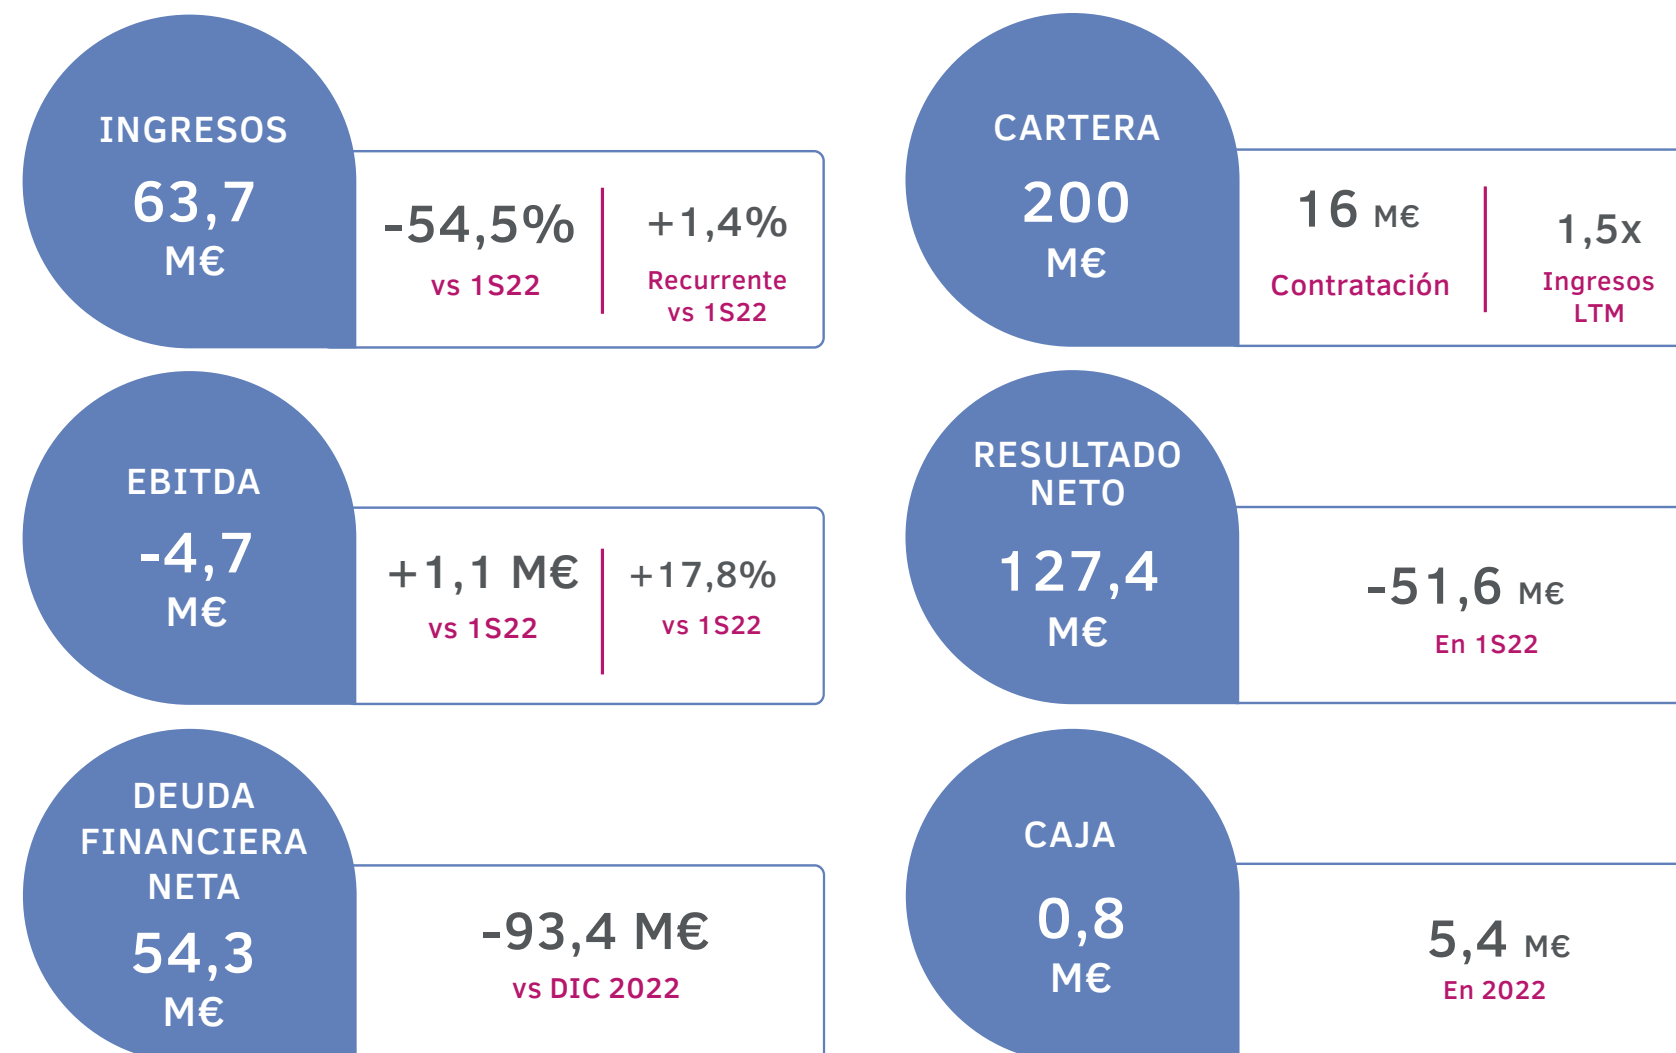 INGRESOS
63,7
M€
-54,5%
vs 1S22
+1,4%
Recurrente
vs 1S22
CARTERA
200
M€
16 M€
Contratación
1,5x
Ingresos
LTM
EBITDA
-4,7
M€
+1,1 M€
vs 1S22
+17,8%
vs 1S22
RESULTADO
NETO
127,4
M€
-51,6 M€
En 1S22
DEUDA
FINANCIERA
NETA
54,3
M€
-93,4 M€
vs DIC 2022
CAJA
0,8
M€
5,4 M€
En 2022